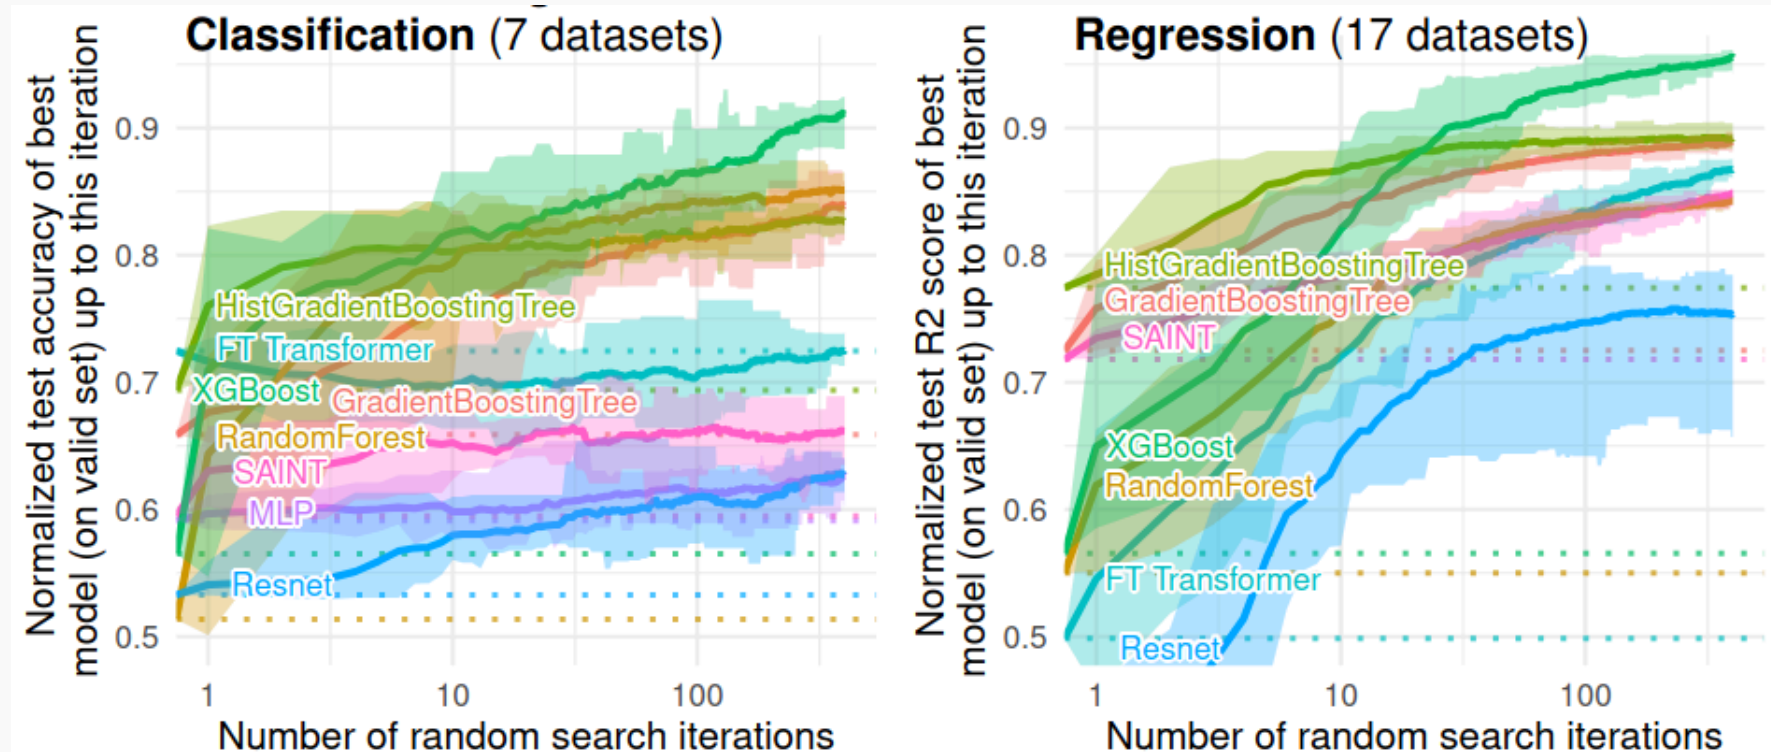 Classification (7 datasets)
Normalized test accuracy of best
model (on valid set) up to this iteration
0.9
0.8
0.7
0.6
0.5
HistGradientBoostingTree
FT Transformer
XGBoost
GradientBoostingTree
RandomForest
SAINT
MLP
Resnet
1 10 100
Number of random search iterations
Regression (17 datasets)
Normalized test R2 score of best
model (on valid set) up to this iteration
0.9
0.8
0.7
0.6
0.5
HistGradientBoostingTree
GradientBoostingTree
SAINT
XGBoost
RandomForest
FT Transformer
Resnet
1 10 100
Number of random search iterations